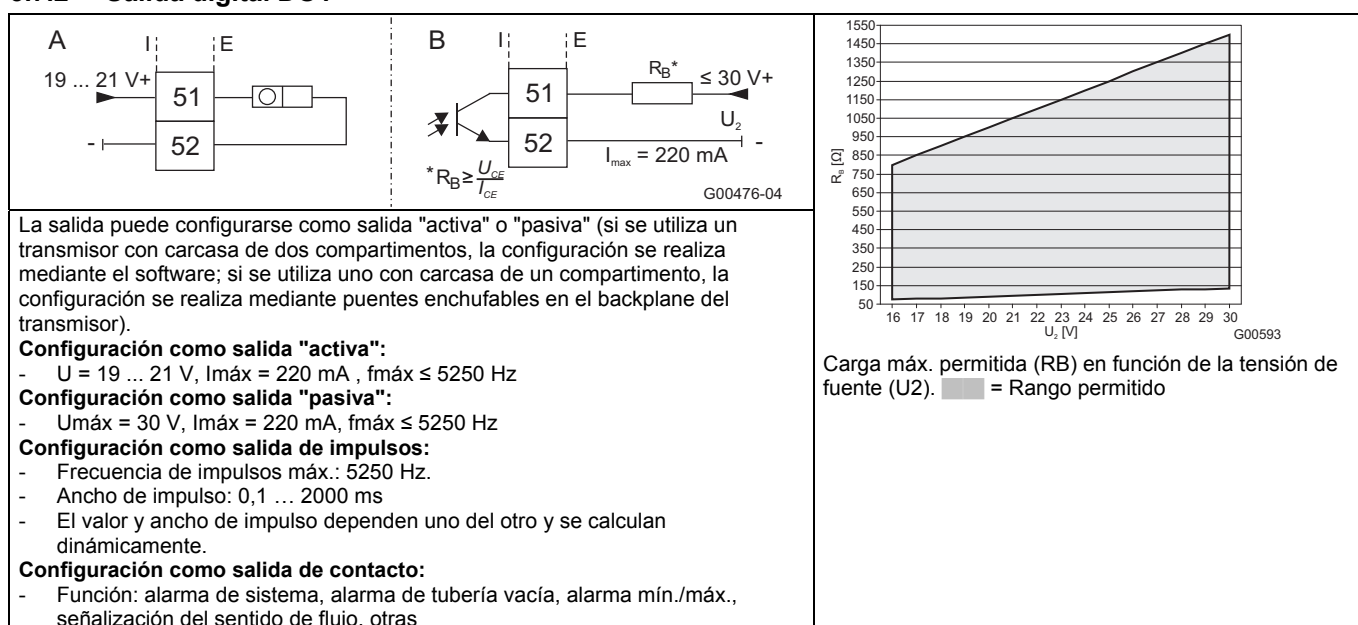 A
I
E
19 ... 21 V+
51
-
52
B
I
E
RB*
≤ 30 V+
51
U2
52
Imax = 220 mA
-
*RB≥ UCE
ICE
G00476-04
La salida puede configurarse como salida "activa" o "pasiva" (si se utiliza un
transmisor con carcasa de dos compartimentos, la configuración se realiza
mediante el software; si se utiliza uno con carcasa de un compartimento, la
configuración se realiza mediante puentes enchufables en el backplane del
transmisor).
Configuración como salida "activa":
- U = 19 ... 21 V, Imáx = 220 mA , fmáx ≤ 5250 Hz
Configuración como salida "pasiva":
- Umáx = 30 V, Imáx = 220 mA, fmáx ≤ 5250 Hz
Configuración como salida de impulsos:
- Frecuencia de impulsos máx.: 5250 Hz.
- Ancho de impulso: 0,1 … 2000 ms
- El valor y ancho de impulso dependen uno del otro y se calculan
dinámicamente.
Configuración como salida de contacto:
- Función: alarma de sistema, alarma de tubería vacía, alarma mín./máx.,
señalización del sentido de flujo, otras
1550
1450
1350
1250
1150
1050
950
850
750
650
550
450
350
250
150
50
RB [Ω]
16 17 18 19 20 21 22 23 24 25 26 27 28 29 30
U2 [V]
G00593
Carga máx. permitida (RB) en función de la tensión de
fuente (U2). = Rango permitido